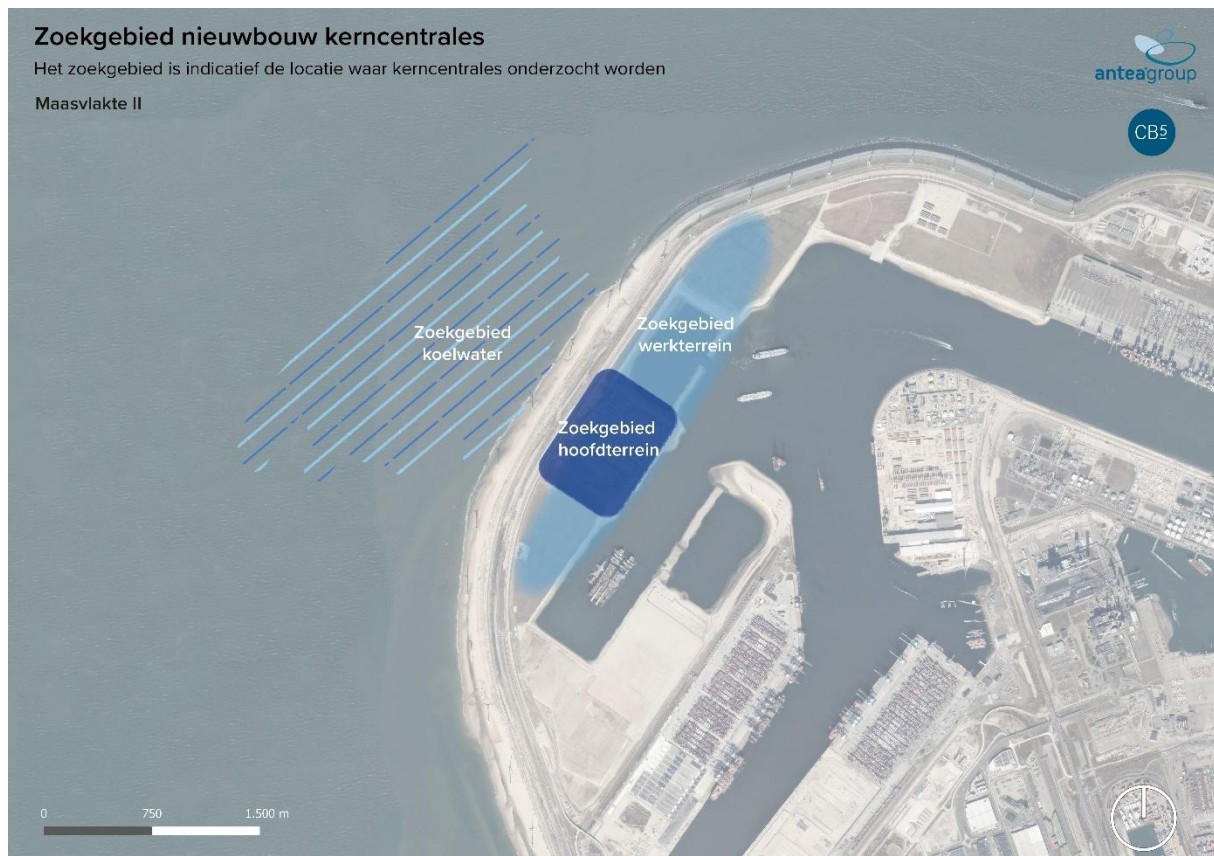 Zoekgebied nieuwbouw kerncentrales
Het zoekgebied is indicatief de locatie waar kerncentrales onderzocht worden
Maasvlakte II
anteagroup
CB5
Zoekgebied
koelwater
Zoekgebied
werkterrein
Zoekgebied
hoofdterrein
0 750 1.500 m